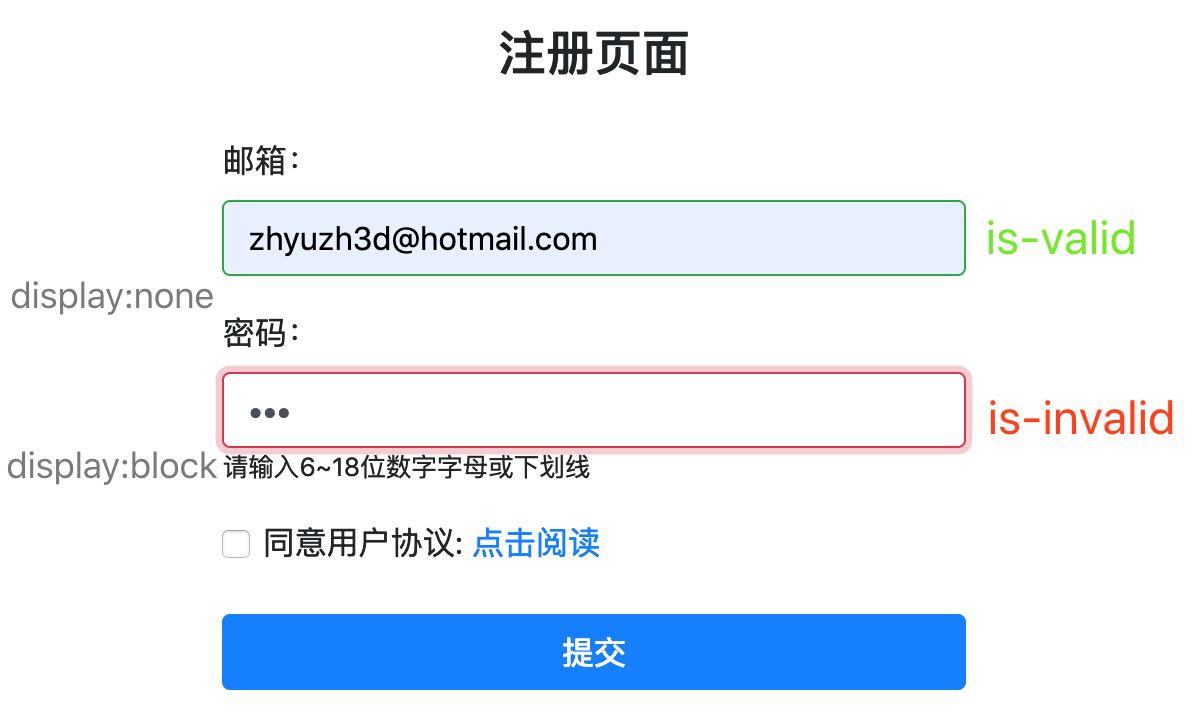 注册页面
邮箱：
zhyuzh3d@hotmail.com
is-valid
display:none
密码：
•••
is-invalid
display:block
请输入6~18位数字字母或下划线
同意用户协议: 点击阅读
提交